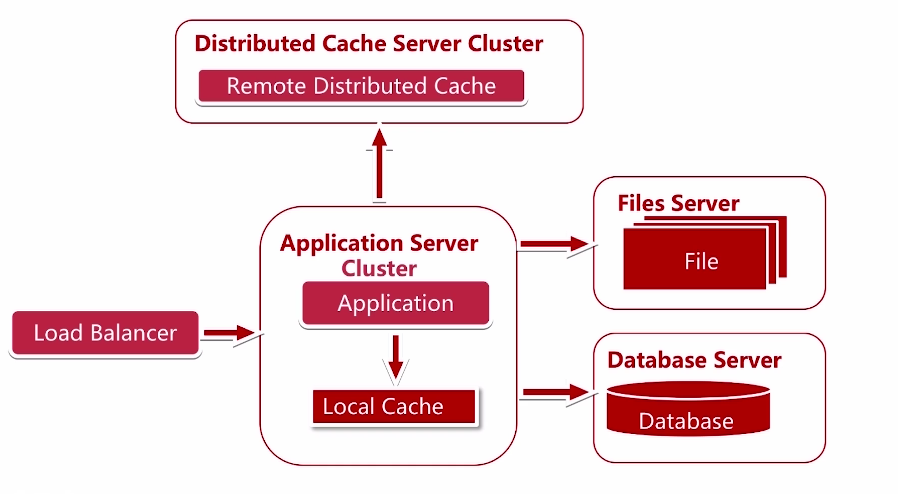 Distributed Cache Server Cluster
Remote Distributed Cache
Files Server
File
Application Server
Cluster
Application
Load Balancer
Local Cache
Database Server
Database